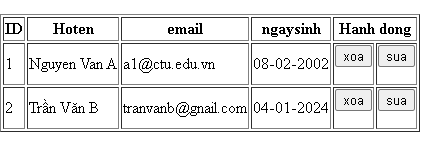 ID Hoten email ngaysinh Hanh dong
1 Nguyen Van A a1@ctu.edu.vn 08-02-2002 xoa sua
2 Trần Văn B tranvanb@gnail.com 04-01-2024 xoa sua